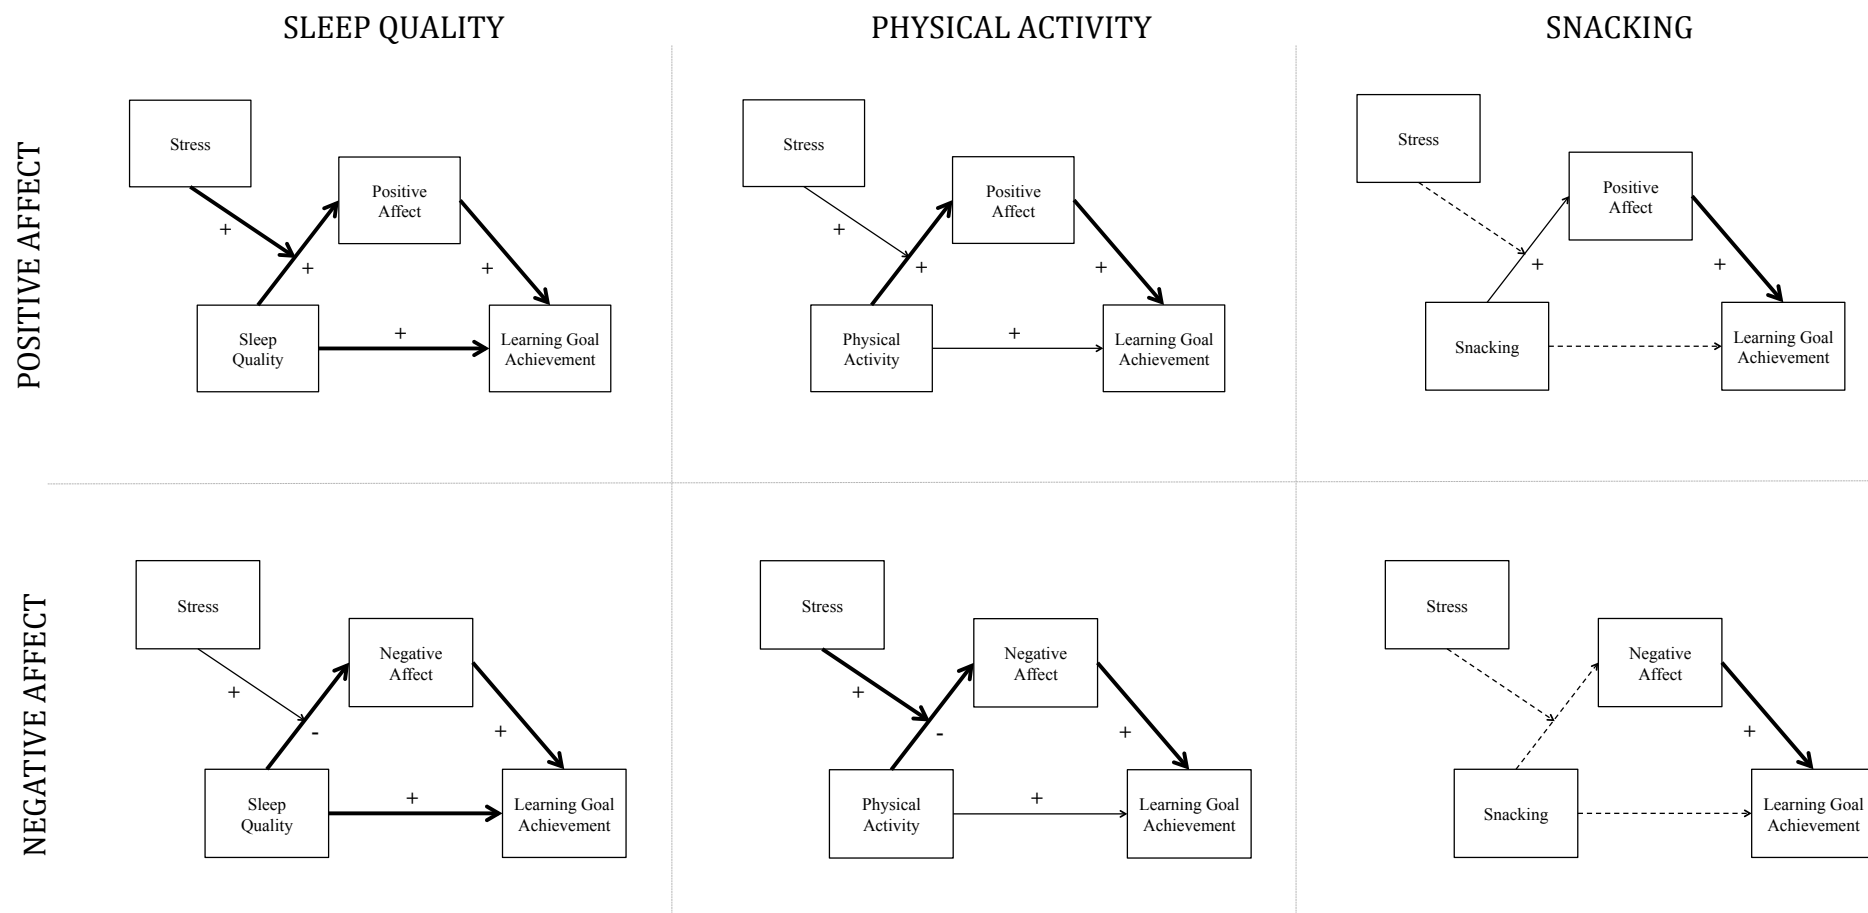 SLEEP QUALITY
PHYSICAL ACTIVITY
SNACKING
POSITIVE AFFECT
Stress
Positive
Affect
+
+
+
Sleep
Quality
+
Learning Goal
Achievement
Stress
Positive
Affect
+
+
+
Physical
Activity
+
Learning Goal
Achievement
Stress
Positive
Affect
+
+
Snacking
Learning Goal
Achievement
NEGATIVE AFFECT
Stress
Negative
Affect
+
-
+
Sleep
Quality
+
Learning Goal
Achievement
Stress
Negative
Affect
+
-
+
Physical
Activity
+
Learning Goal
Achievement
Stress
Negative
Affect
+
Snacking
Learning Goal
Achievement